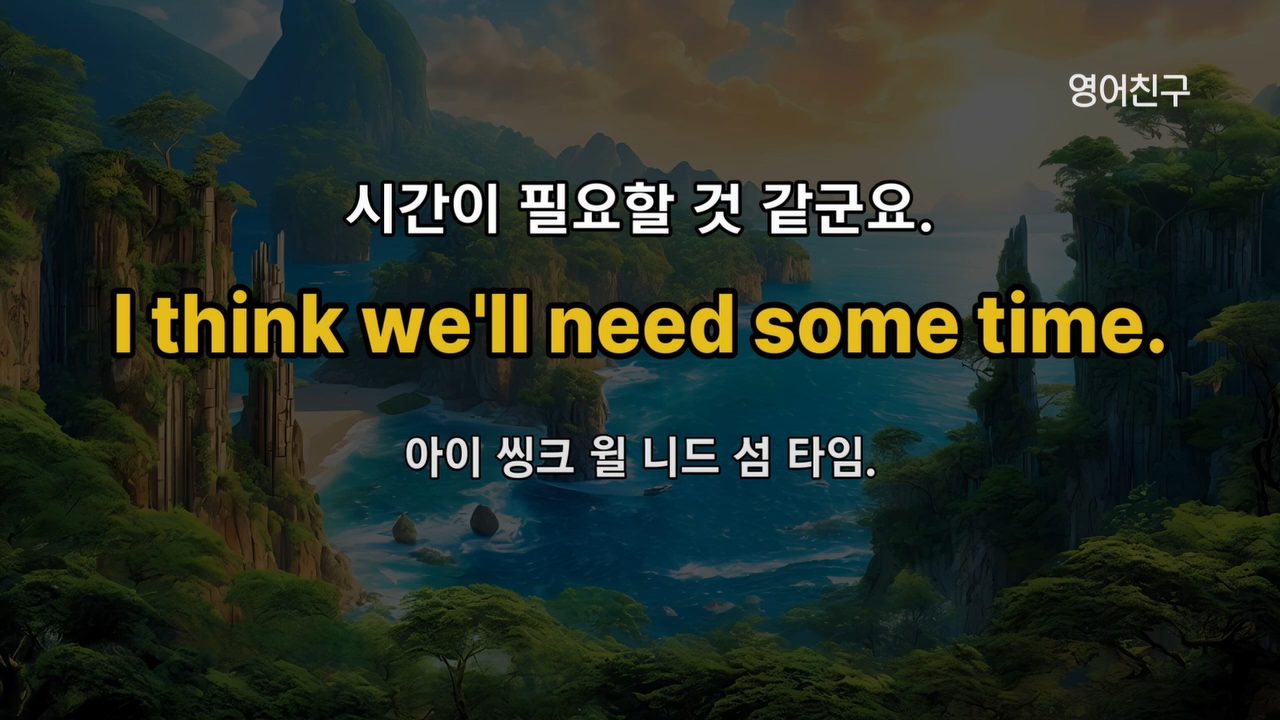 영어친구
시간이 필요할 것 같군요.
I think we'll need some time.
아이 씽크 윌 니드 섬 타임.